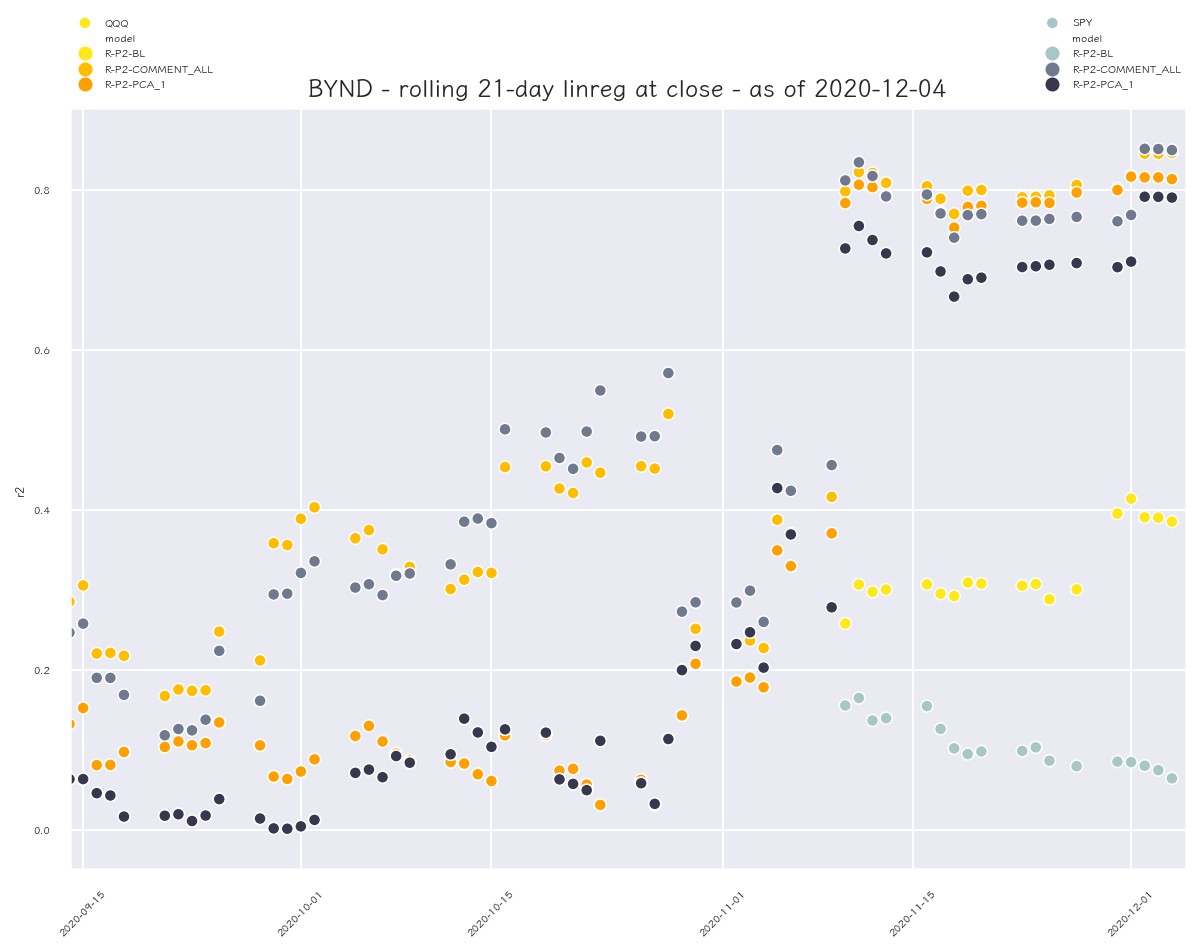 QQQ
model
R-P2-BL
R-P2-COMMENT_ALL
R-P2-PCA_1
SPY
model
R-P2-BL
R-P2-COMMENT_ALL
R-P2-PCA_1
BYND - rolling 21-day linreg at close - as of 2020-12-04
r2
0.8
0.6
0.4
0.2
0.0
2020-09-15
2020-10-01
2020-10-15
2020-11-01
2020-11-15
2020-12-01